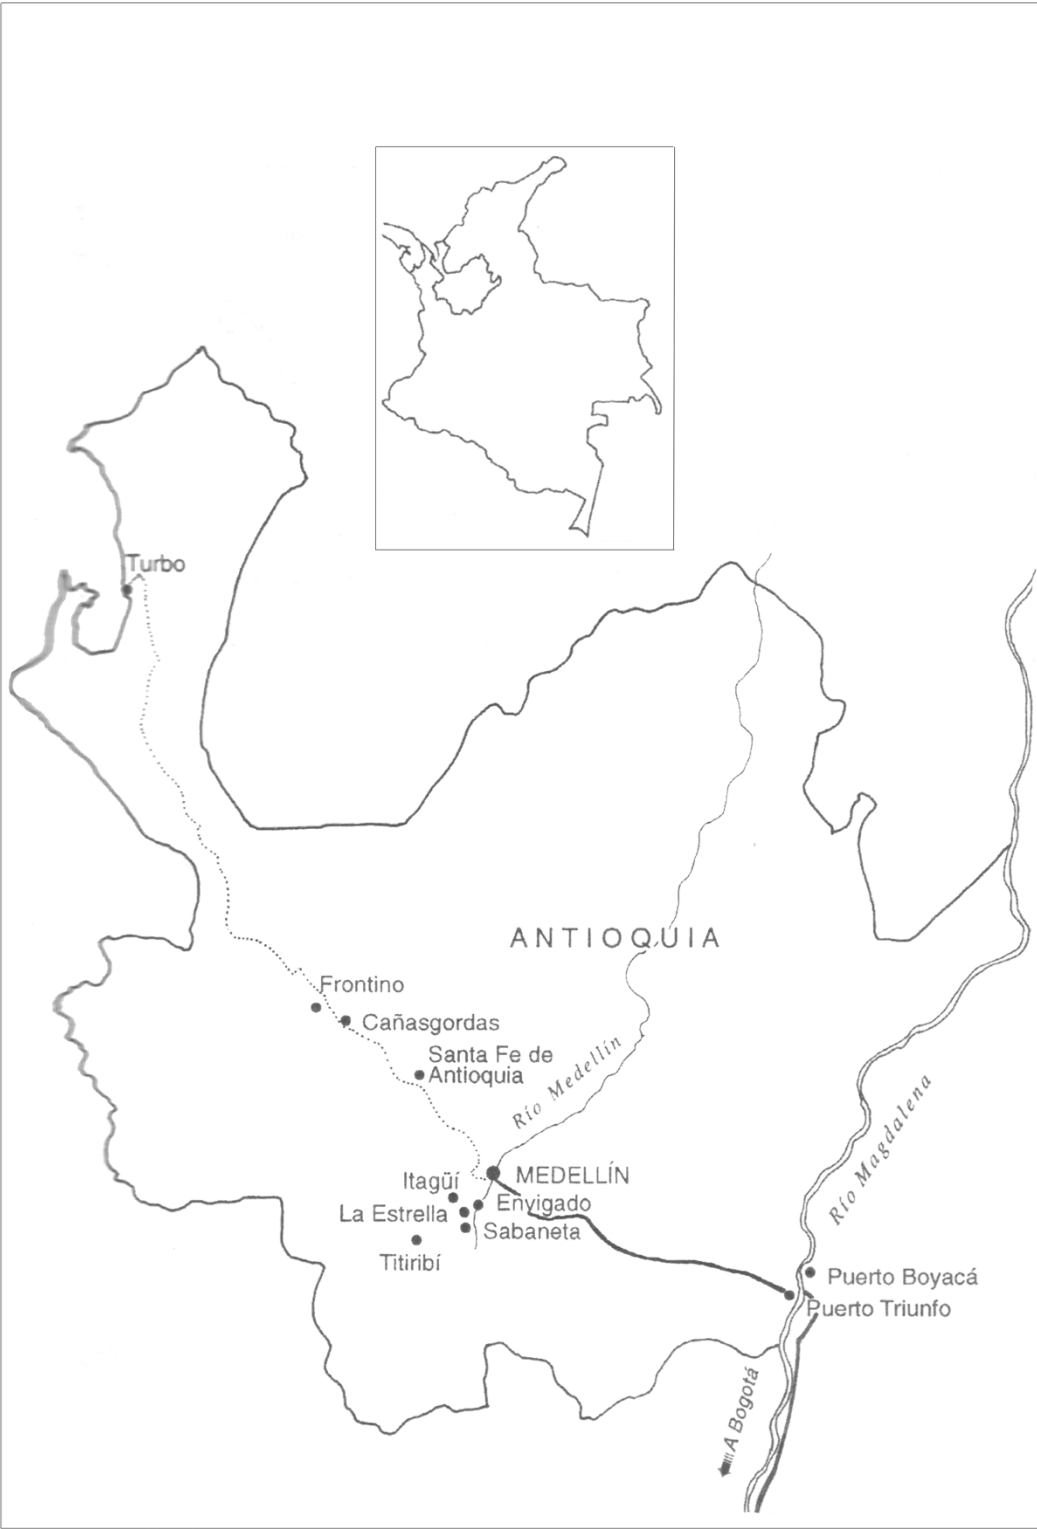 Turbo
ANTIOQUIA
Frontino
Cañasgordas
Santa Fe de
Antioquia
Río Medellín
Río Magdalena
MEDELLÍN
Itagüí
Envigado
La Estrella
Sabaneta
Titiribí
Puerto Boyacá
Puerto Triunfo
A Bogotá